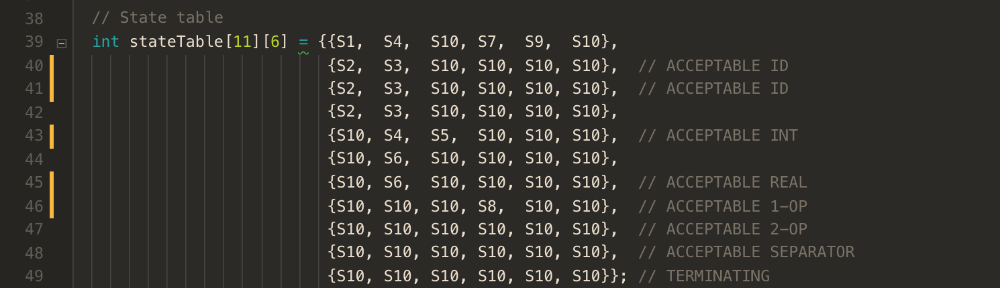 38 // State table
39 int stateTable[11][6] = {{S1, S4, S10, S7, S9, S10},
40 {S2, S3, S10, S10, S10, S10}, // ACCEPTABLE ID
41 {S2, S3, S10, S10, S10, S10}, // ACCEPTABLE ID
42 {S2, S3, S10, S10, S10, S10},
43 {S10, S4, S5, S10, S10, S10}, // ACCEPTABLE INT
44 {S10, S6, S10, S10, S10, S10},
45 {S10, S6, S10, S10, S10, S10}, // ACCEPTABLE REAL
46 {S10, S10, S10, S8, S10, S10}, // ACCEPTABLE 1-OP
47 {S10, S10, S10, S10, S10, S10}, // ACCEPTABLE 2-OP
48 {S10, S10, S10, S10, S10, S10}, // ACCEPTABLE SEPARATOR
49 {S10, S10, S10, S10, S10, S10}}; // TERMINATING